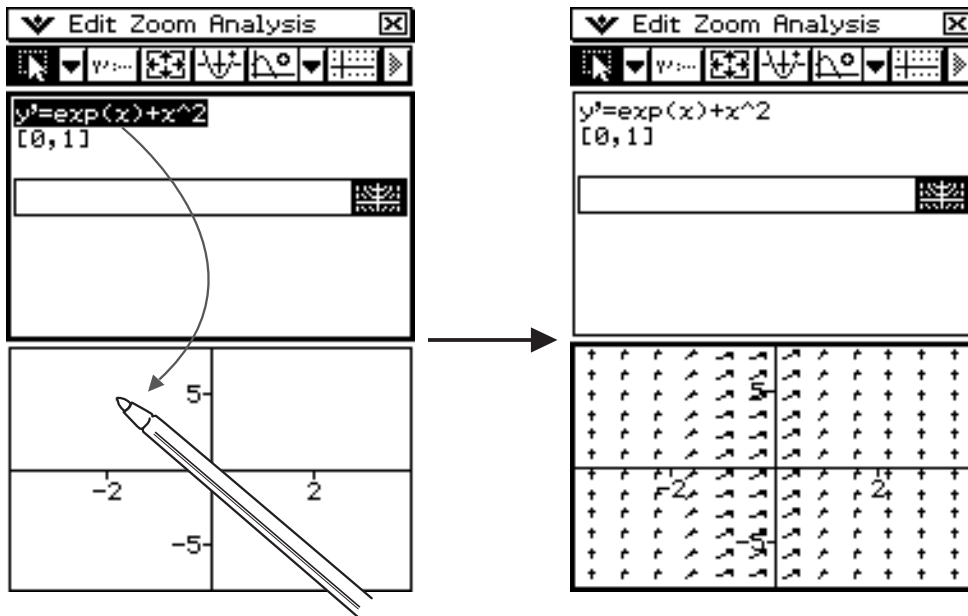 Edit Zoom Analysis
y'=exp(x)+x^2
[0,1]
5
-2
2
-5
Edit Zoom Analysis
y'=exp(x)+x^2
[0,1]
5
-2
2
-5